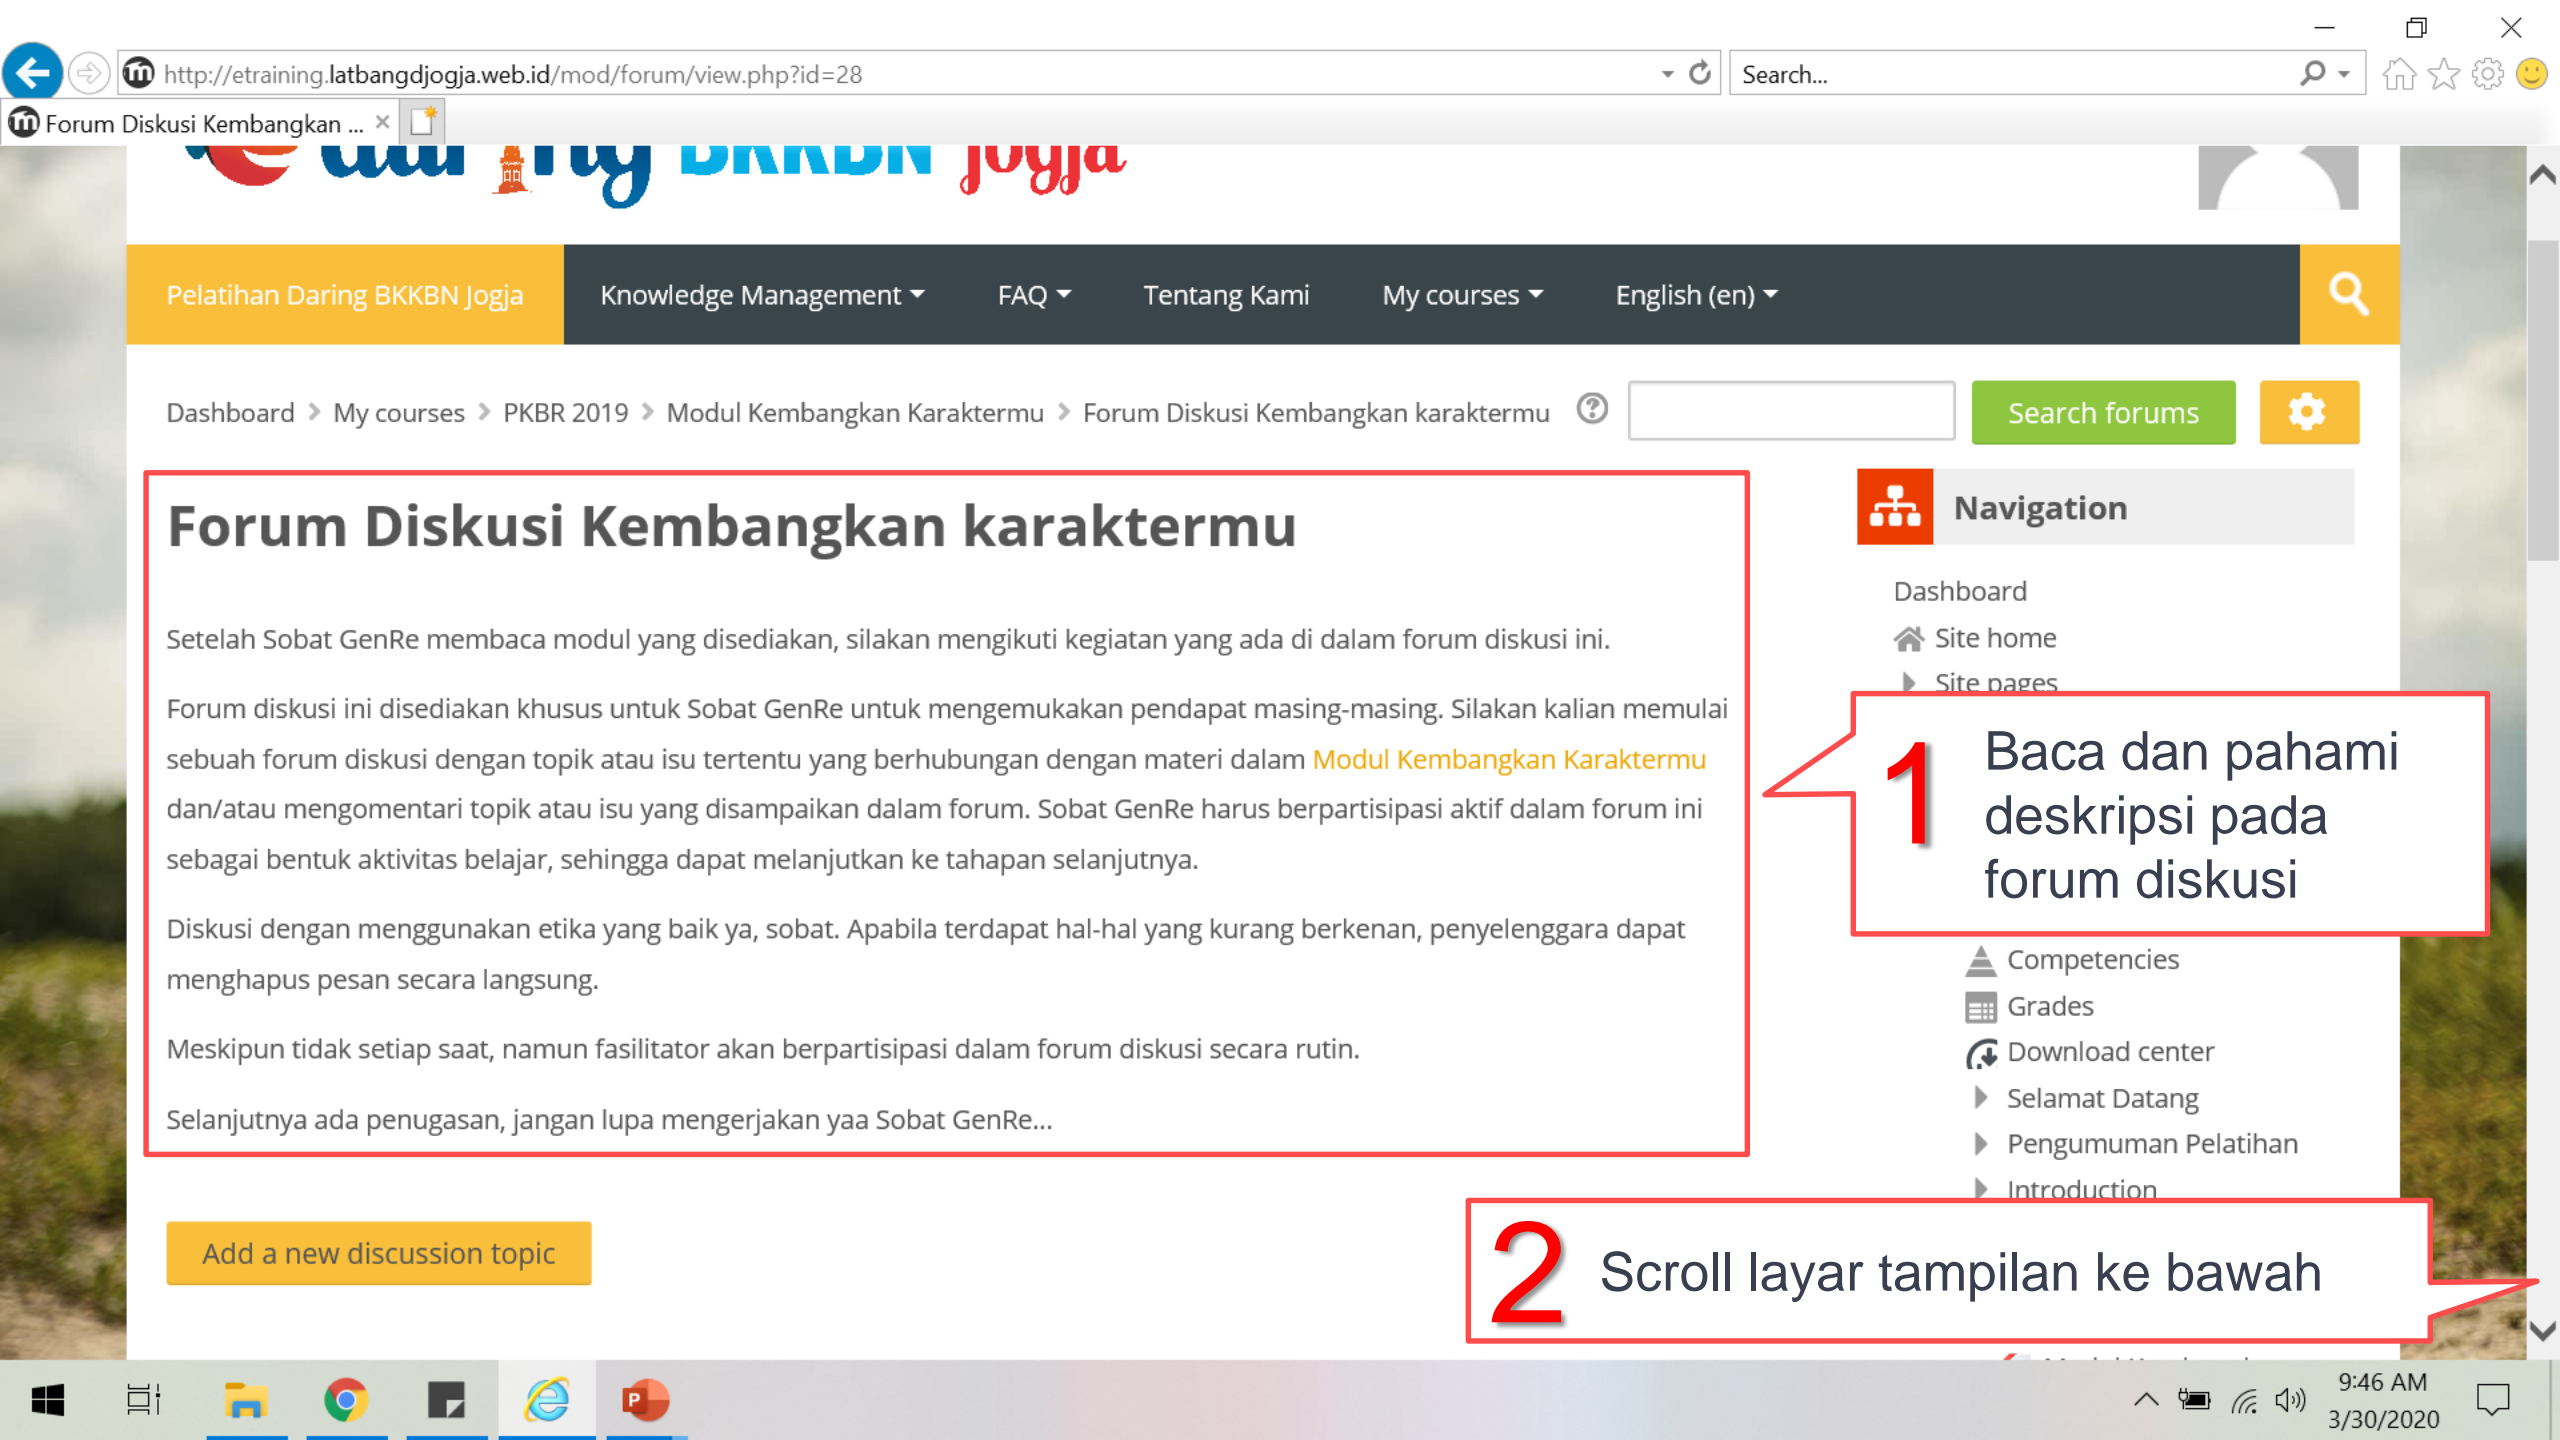 http://etraining.latbangdjogja.web.id/mod/forum/view.php?id=28
Search...
Forum Diskusi Kembangkan ...
BKKBN Jogja
Pelatihan Daring BKKBN Jogja
Knowledge Management
FAQ
Tentang Kami
My courses
English (en)
Dashboard > My courses > PKBR 2019 > Modul Kembangkan Karaktermu > Forum Diskusi Kembangkan karaktermu
Search forums
Forum Diskusi Kembangkan karaktermu
Setelah Sobat GenRe membaca modul yang disediakan, silakan mengikuti kegiatan yang ada di dalam forum diskusi ini.
Forum diskusi ini disediakan khusus untuk Sobat GenRe untuk mengemukakan pendapat masing-masing. Silakan kalian memulai
sebuah forum diskusi dengan topik atau isu tertentu yang berhubungan dengan materi dalam Modul Kembangkan Karaktermu
dan/atau mengomentari topik atau isu yang disampaikan dalam forum. Sobat GenRe harus berpartisipasi aktif dalam forum ini
sebagai bentuk aktivitas belajar, sehingga dapat melanjutkan ke tahapan selanjutnya.
Diskusi dengan menggunakan etika yang baik ya, sobat. Apabila terdapat hal-hal yang kurang berkenan, penyelenggara dapat
menghapus pesan secara langsung.
Meskipun tidak setiap saat, namun fasilitator akan berpartisipasi dalam forum diskusi secara rutin.
Selanjutnya ada penugasan, jangan lupa mengerjakan yaa Sobat GenRe...
Add a new discussion topic
Navigation
Dashboard
Site home
Site pages
1
Baca dan pahami
deskripsi pada
forum diskusi
Competencies
Grades
Download center
Selamat Datang
Pengumuman Pelatihan
Introduction
2
Scroll layar tampilan ke bawah
9:46 AM
3/30/2020